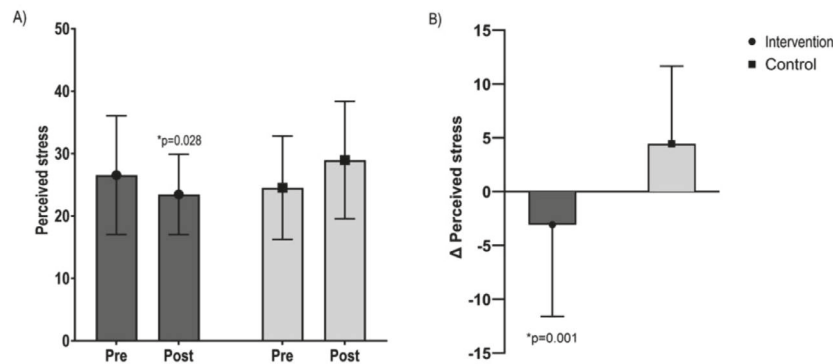 A)
50
40
30
20
10
0
Perceived stress
*p=0.028
Pre
Post
Pre
Post
B)
15
10
5
0
-5
-10
-15
Δ Perceived stress
*p=0.001
Intervention
Control